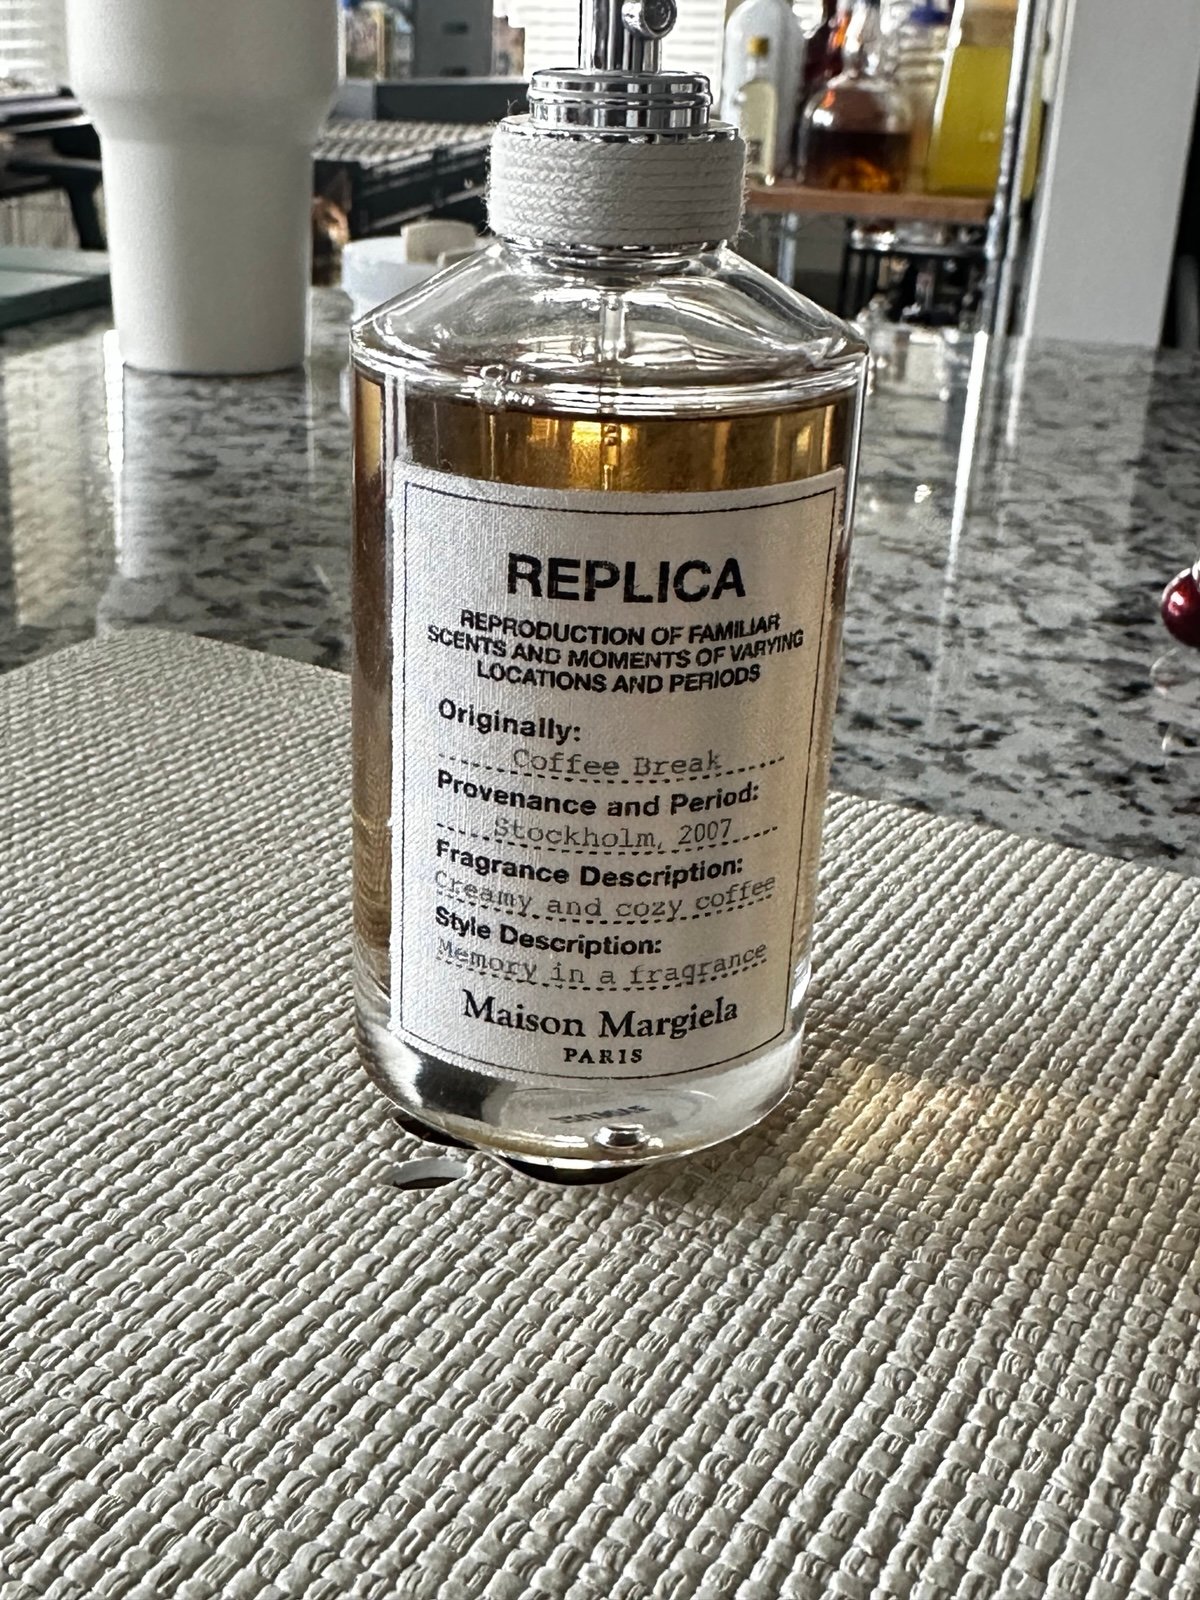 REPLICA
REPRODUCTION OF FAMILIAR
SCENTS AND MOMENTS OF VARYING
LOCATIONS AND PERIODS
Originally:
Coffee Break
Provenance and Period:
Stockholm, 2007
Fragrance Description:
Creamy and cozy coffee
Style Description:
Memory in a fragrance
Maison Margiela
PARIS